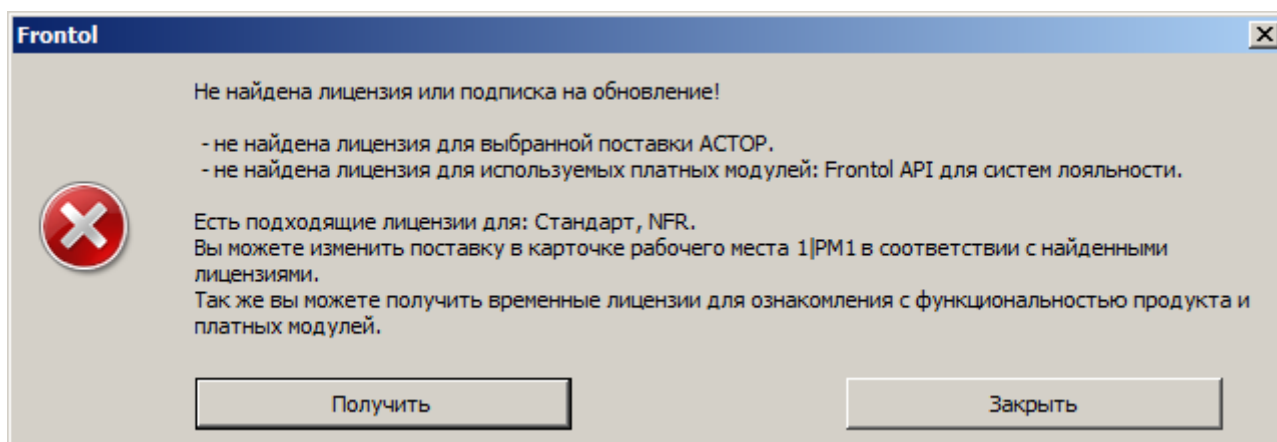 Frontol
Не найдена лицензия или подписка на обновление!
- не найдена лицензия для выбранной поставки АСТОР.
- не найдена лицензия для используемых платных модулей: Frontol API для систем лояльности.
Есть подходящие лицензии для: Стандарт, NFR.
Вы можете изменить поставку в карточке рабочего места 1|РМ1 в соответствии с найденными
лицензиями.
Так же вы можете получить временные лицензии для ознакомления с функциональностью продукта и
платных модулей.
Получить
Закрыть